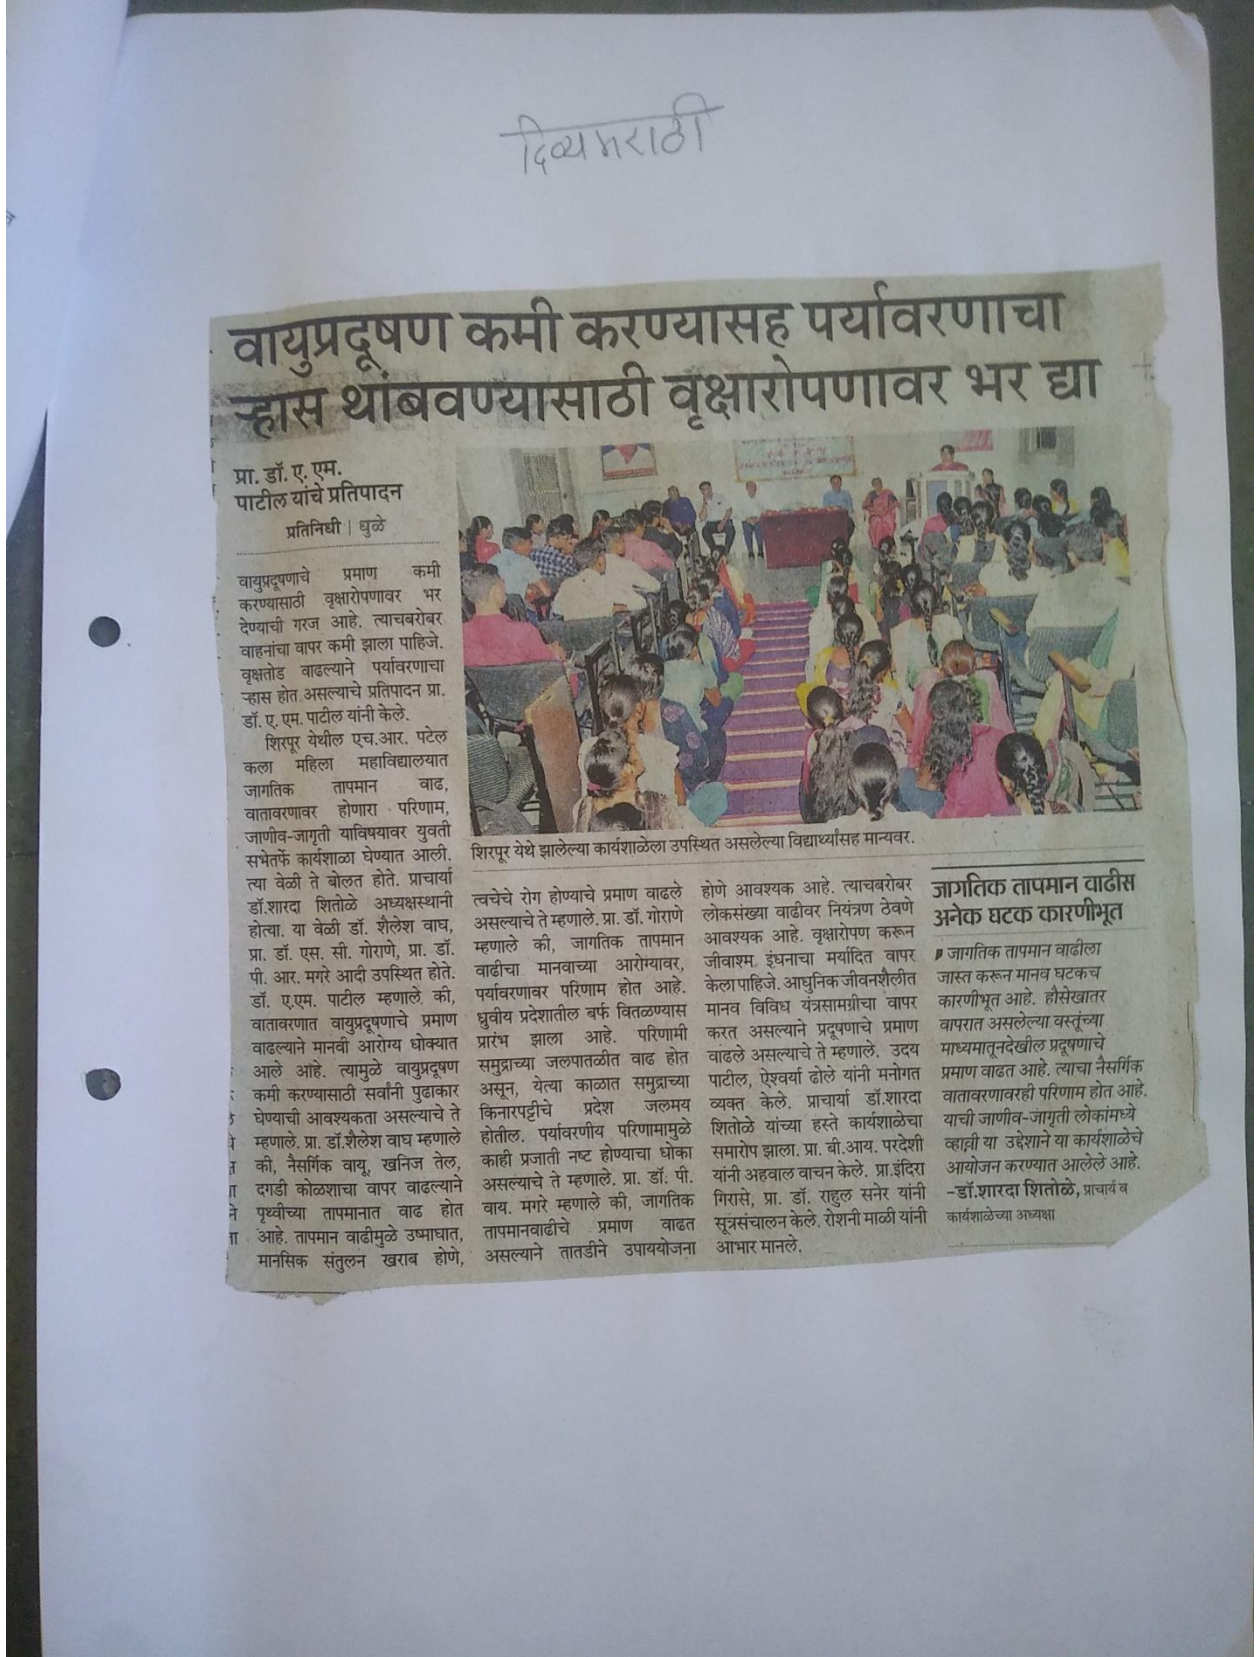 दिव्य मराठी
वायुप्रदूषण कमी करण्यासह पर्यावरणाचा
ऱ्हास थांबवण्यासाठी वृक्षारोपणावर भर द्या
प्रा. डॉ. ए. एम.
पाटील यांचे प्रतिपादन
प्रतिनिधी | धुळे
वायुप्रदूषणाचे प्रमाण कमी
करण्यासाठी वृक्षारोपणावर भर
देण्याची गरज आहे. त्याचबरोबर
वाहनांचा वापर कमी झाला पाहिजे.
वृक्षतोड वाढल्याने पर्यावरणाचा
ऱ्हास होत असल्याचे प्रतिपादन प्रा.
डॉ. ए. एम. पाटील यांनी केले.
शिरपूर येथील एच.आर. पटेल
कला महिला महाविद्यालयात
जागतिक तापमान वाढ,
वातावरणावर होणारा परिणाम,
जाणीव-जागृती याविषयावर युवती
सभेतर्फे कार्यशाळा घेण्यात आली.
त्या वेळी ते बोलत होते. प्राचार्या
डॉ.शारदा शितोळे अध्यक्षस्थानी
होत्या. या वेळी डॉ. शैलेश वाघ,
प्रा. डॉ. एस. सी. गोराणे, प्रा. डॉ.
पी. आर. मगरे आदी उपस्थित होते.
डॉ. ए.एम. पाटील म्हणाले की,
वातावरणात वायुप्रदूषणाचे प्रमाण
वाढल्याने मानवी आरोग्य धोक्यात
आले आहे. त्यामुळे वायुप्रदूषण
कमी करण्यासाठी सर्वांनी पुढाकार
घेण्याची आवश्यकता असल्याचे ते
म्हणाले. प्रा. डॉ.शैलेश वाघ म्हणाले
की, नैसर्गिक वायू, खनिज तेल,
दगडी कोळशाचा वापर वाढल्याने
पृथ्वीच्या तापमानात वाढ होत
आहे. तापमान वाढीमुळे उष्माघात,
मानसिक संतुलन खराब होणे,
शिरपूर येथे झालेल्या कार्यशाळेला उपस्थित असलेल्या विद्यार्थ्यांसह मान्यवर.
त्वचेचे रोग होण्याचे प्रमाण वाढले
असल्याचे ते म्हणाले. प्रा. डॉ. गोराणे
म्हणाले की, जागतिक तापमान
वाढीचा मानवाच्या आरोग्यावर,
पर्यावरणावर परिणाम होत आहे.
ध्रुवीय प्रदेशातील बर्फ वितळण्यास
प्रारंभ झाला आहे. परिणामी
समुद्राच्या जलपातळीत वाढ होत
असून, येत्या काळात समुद्राच्या
किनारपट्टीचे प्रदेश जलमय
होतील. पर्यावरणीय परिणामामुळे
काही प्रजाती नष्ट होण्याचा धोका
असल्याचे ते म्हणाले. प्रा. डॉ. पी.
वाय. मगरे म्हणाले की, जागतिक
तापमानवाढीचे प्रमाण वाढत
असल्याने तातडीने उपाययोजना
होणे आवश्यक आहे. त्याचबरोबर
लोकसंख्या वाढीवर नियंत्रण ठेवणे
आवश्यक आहे. वृक्षारोपण करून
जीवाश्म इंधनाचा मर्यादित वापर
केला पाहिजे. आधुनिक जीवनशैलीत
मानव विविध यंत्रसामग्रीचा वापर
करत असल्याने प्रदूषणाचे प्रमाण
वाढले असल्याचे ते म्हणाले. उदय
पाटील, ऐश्वर्या ढोले यांनी मनोगत
व्यक्त केले. प्राचार्या डॉ.शारदा
शितोळे यांच्या हस्ते कार्यशाळेचा
समारोप झाला. प्रा. बी.आय. परदेशी
यांनी अहवाल वाचन केले. प्रा.इंदिरा
गिरासे, प्रा. डॉ. राहुल सनेर यांनी
सूत्रसंचालन केले. रोशनी माळी यांनी
आभार मानले.
जागतिक तापमान वाढीस
अनेक घटक कारणीभूत
जागतिक तापमान वाढीला
जास्त करून मानव घटकच
कारणीभूत आहे. हौसेखातर
वापरात असलेल्या वस्तूंच्या
माध्यमातूनदेखील प्रदूषणाचे
प्रमाण वाढत आहे. त्याचा नैसर्गिक
वातावरणावरही परिणाम होत आहे.
याची जाणीव-जागृती लोकांमध्ये
व्हावी या उद्देशाने या कार्यशाळेचे
आयोजन करण्यात आलेले आहे.
-डॉ.शारदा शितोळे, प्राचार्य व
कार्यशाळेच्या अध्यक्षा